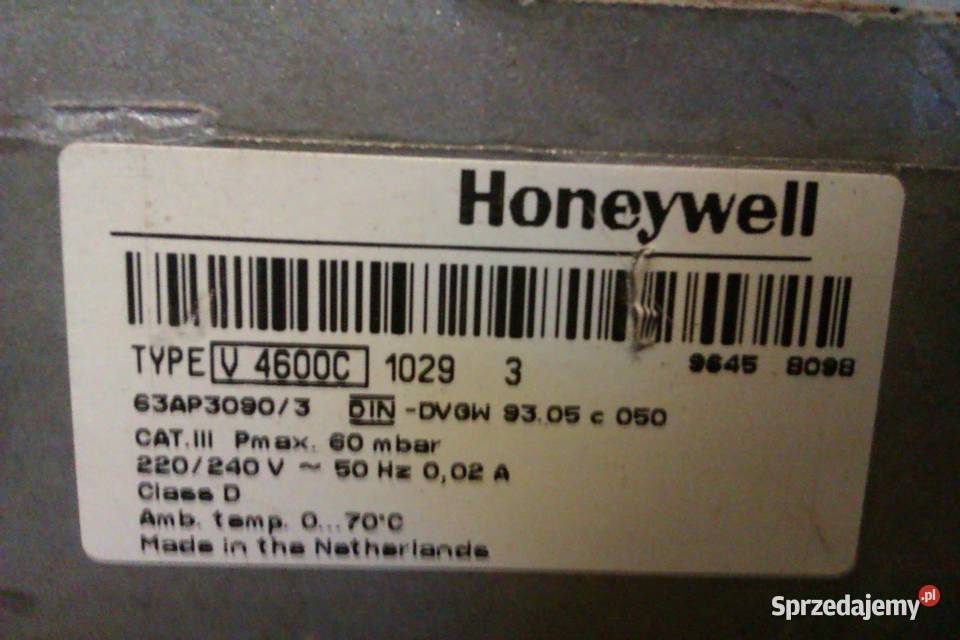 Honeywell
TYPE V 4600C 1029 3 9645 8098
63AP3090/3 DIN -DVGW 93.05 c 050
CAT.III Pmax. 60 mbar
220/240 V ~ 50 Hz 0,02 A
Class D
Amb. temp. 0...70°C
Made in the Netherlands
Sprzedajemy.pl